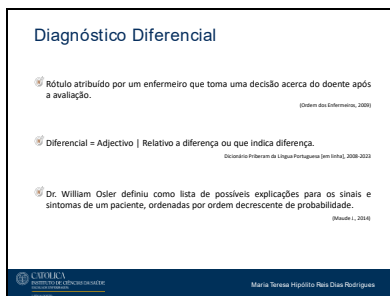 Diagnóstico Diferencial
Rótulo atribuído por um enfermeiro que toma uma decisão acerca do doente após
a avaliação.
(Ordem dos Enfermeiros, 2009)
Diferencial = Adjectivo | Relativo a diferença ou que indica diferença.
Dicionário Priberam da Língua Portuguesa [em linha], 2008-2023
Dr. William Osler definiu como lista de possíveis explicações para os sinais e
sintomas de um paciente, ordenadas por ordem decrescente de probabilidade.
(Maude J., 2014)
CATOLICA
INSTITUTO DE CIÊNCIAS DA SAÚDE
Maria Teresa Hipólito Reis Dias Rodrigues